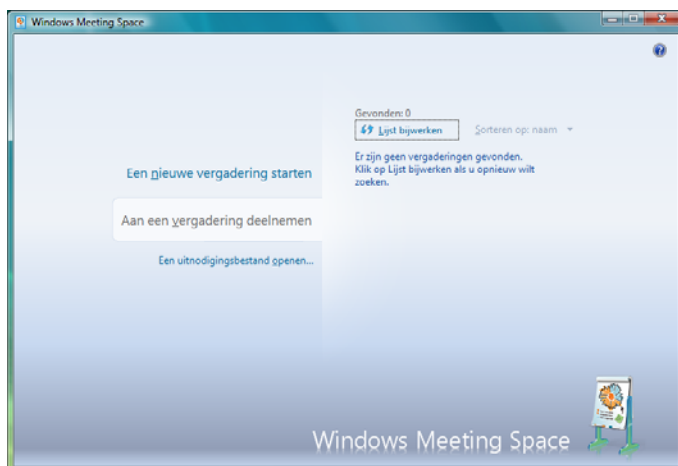 Windows Meeting Space
Gevonden: 0
Lijst bijwerken
Sorteren op: naam
Er zijn geen vergaderingen gevonden.
Klik op Lijst bijwerken als u opnieuw wilt
zoeken.
Een nieuwe vergadering starten
Aan een vergadering deelnemen
Een uitnodigingsbestand openen...
Windows Meeting Space